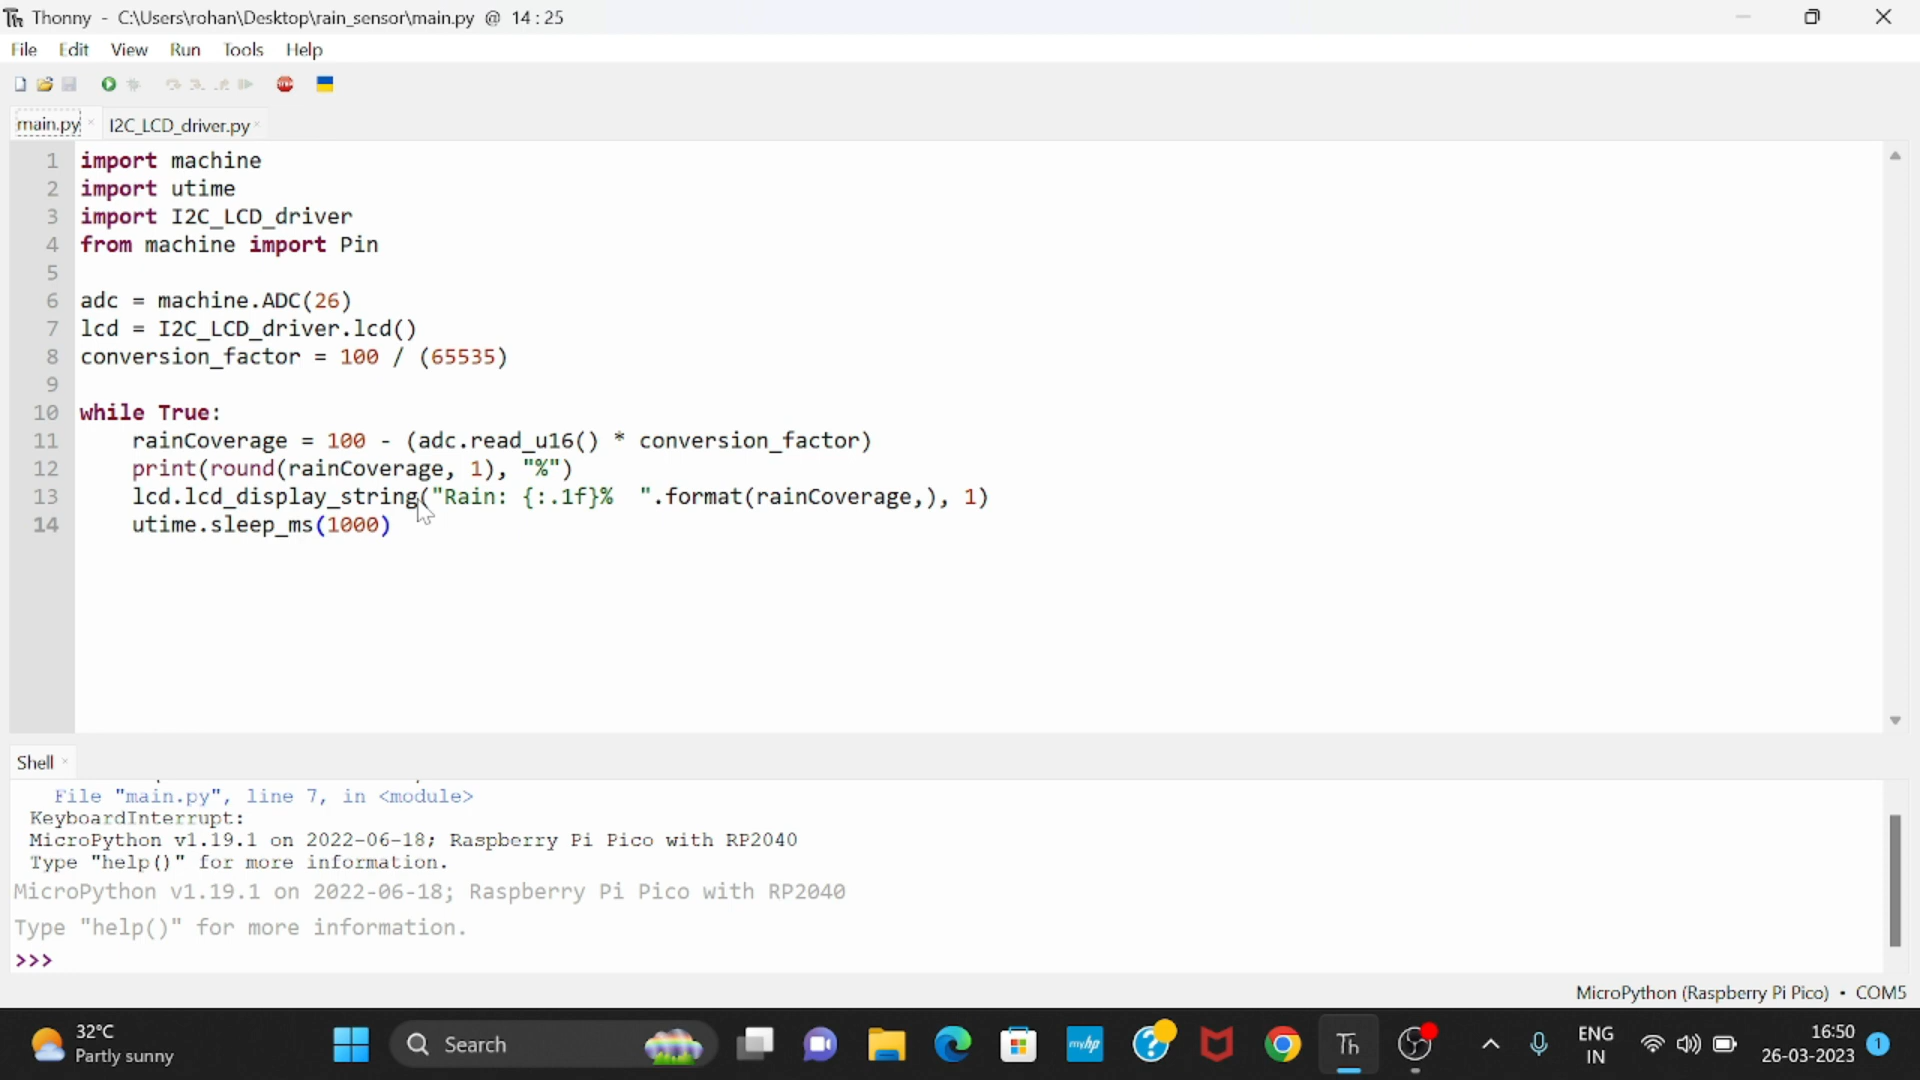 Thonny - C:\Users\rohan\Desktop\rain_sensor\main.py @ 14:25
File Edit View Run Tools Help
main.py × I2C_LCD_driver.py ×
1 import machine
2 import utime
3 import I2C_LCD_driver
4 from machine import Pin
5
6 adc = machine.ADC(26)
7 lcd = I2C_LCD_driver.lcd()
8 conversion_factor = 100 / (65535)
9
10 while True:
11     rainCoverage = 100 - (adc.read_u16() * conversion_factor)
12     print(round(rainCoverage, 1), "%")
13     lcd.lcd_display_string("Rain: {:.1f}%  ".format(rainCoverage,), 1)
14     utime.sleep_ms(1000)
Shell ×
File "main.py", line 7, in <module>
KeyboardInterrupt:
MicroPython v1.19.1 on 2022-06-18; Raspberry Pi Pico with RP2040
Type "help()" for more information.
MicroPython v1.19.1 on 2022-06-18; Raspberry Pi Pico with RP2040
Type "help()" for more information.
>>>
MicroPython (Raspberry Pi Pico) • COM5
32°C
Partly sunny
Search
myhp
Th
ENG
IN
16:50
26-03-2023
1